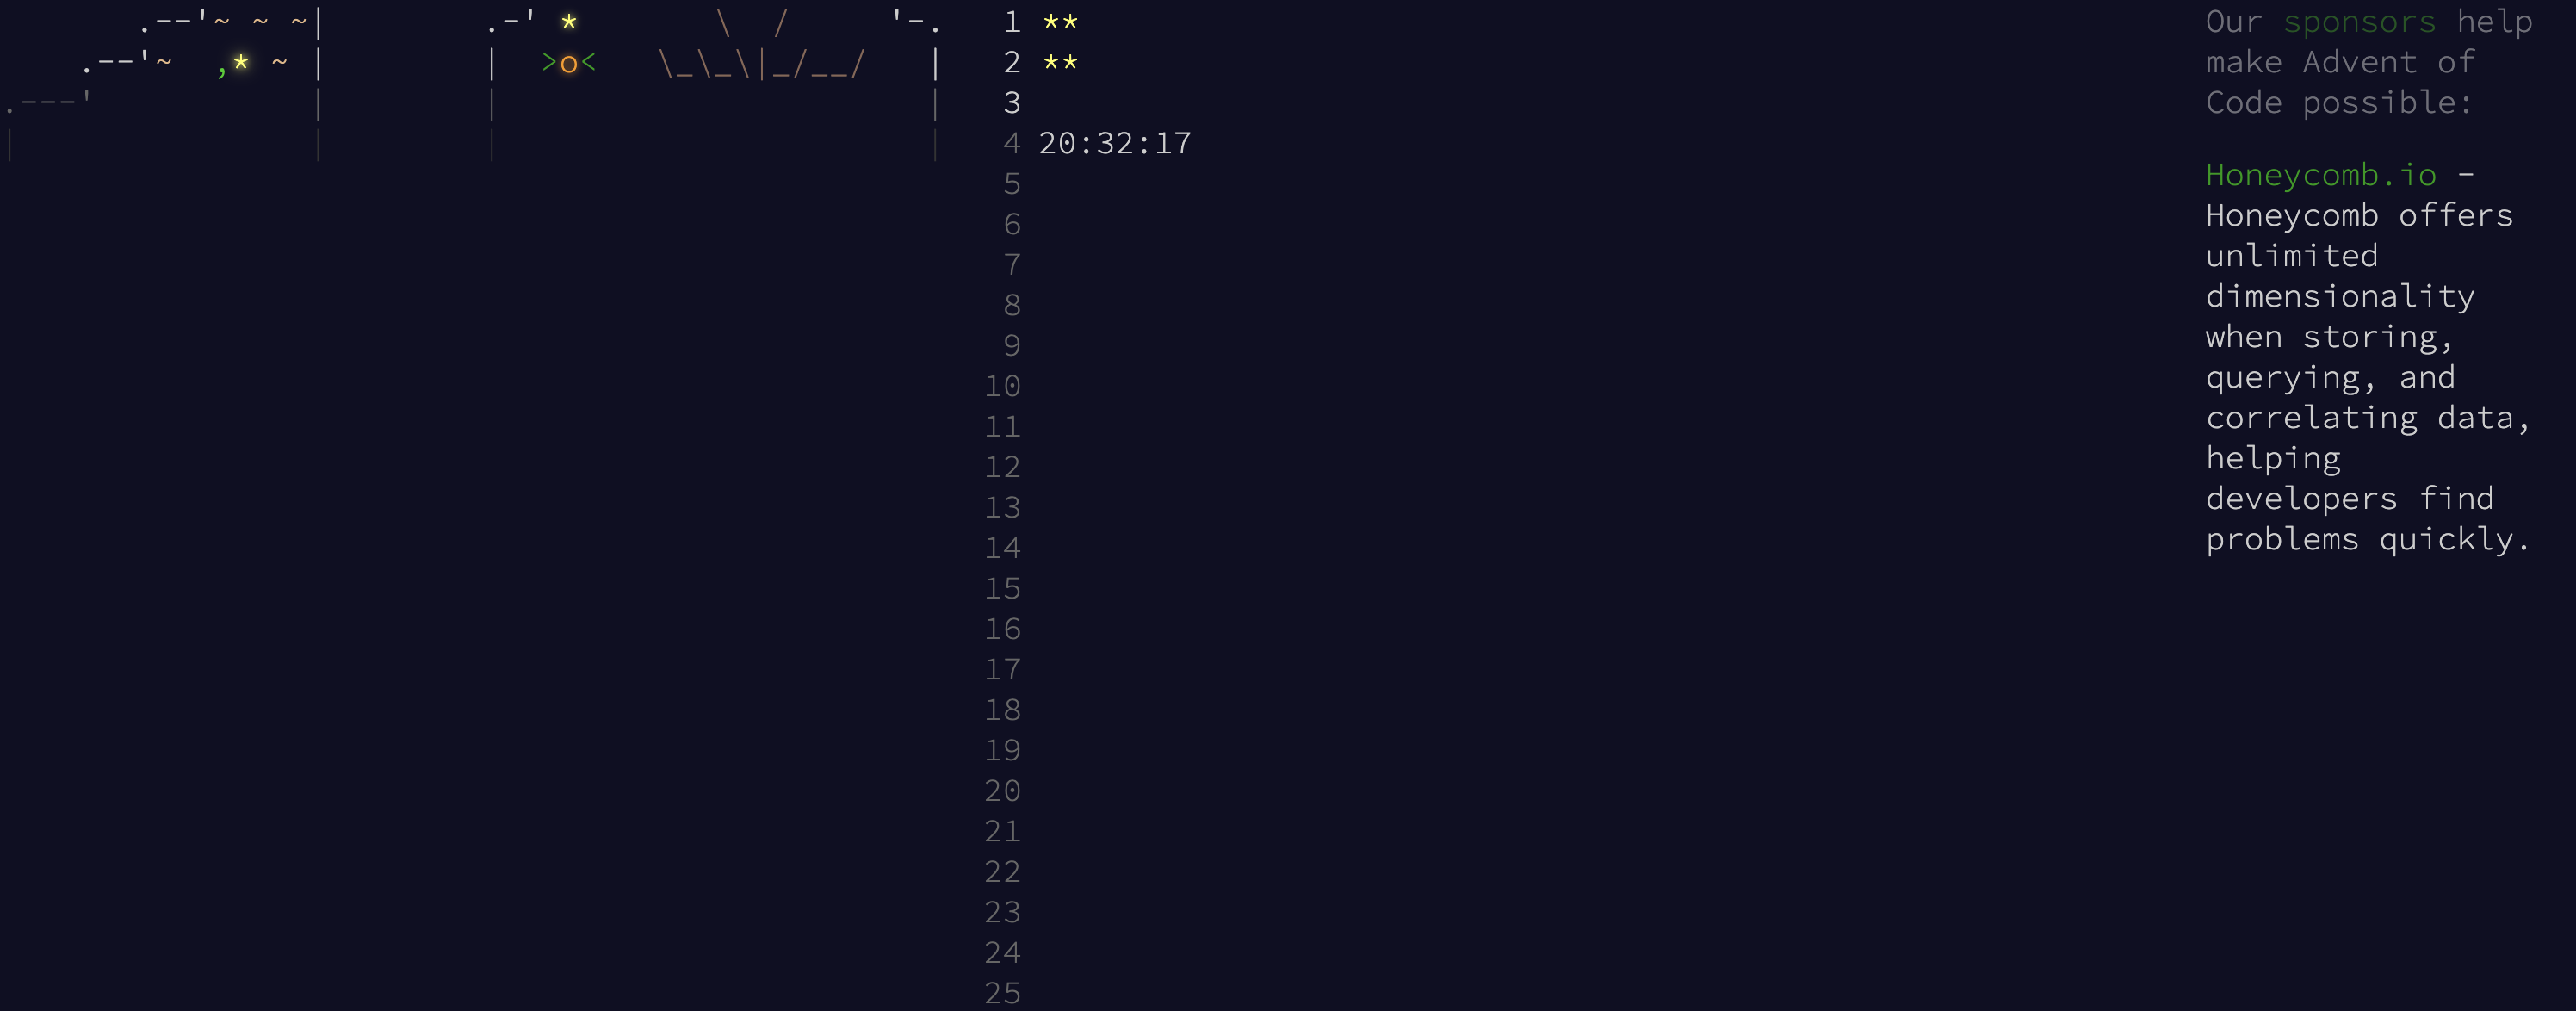 .--'~ ~ ~|        .-' *       \  /     '-.  1 **
.--'~  ,* ~ |        |  >o<   \_\_\|_/__/   |  2 **
.---'           |        |                      |  3
|               |        |                      |  4 20:32:17
5
6
7
8
9
10
11
12
13
14
15
16
17
18
19
20
21
22
23
24
25
Our sponsors help
make Advent of
Code possible:
Honeycomb.io -
Honeycomb offers
unlimited
dimensionality
when storing,
querying, and
correlating data,
helping
developers find
problems quickly.